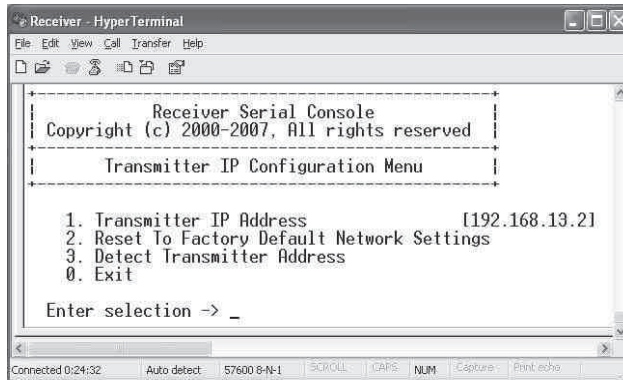 Receiver - HyperTerminal
File Edit View Call Transfer Help
Receiver Serial Console
Copyright (c) 2000-2007, All rights reserved
Transmitter IP Configuration Menu
1. Transmitter IP Address [192.168.13.2]
2. Reset To Factory Default Network Settings
3. Detect Transmitter Address
0. Exit
Enter selection -> _
Connected 0:24:32 Auto detect 57600 8-N-1 SCROLL CAPS NUM Capture Print echo